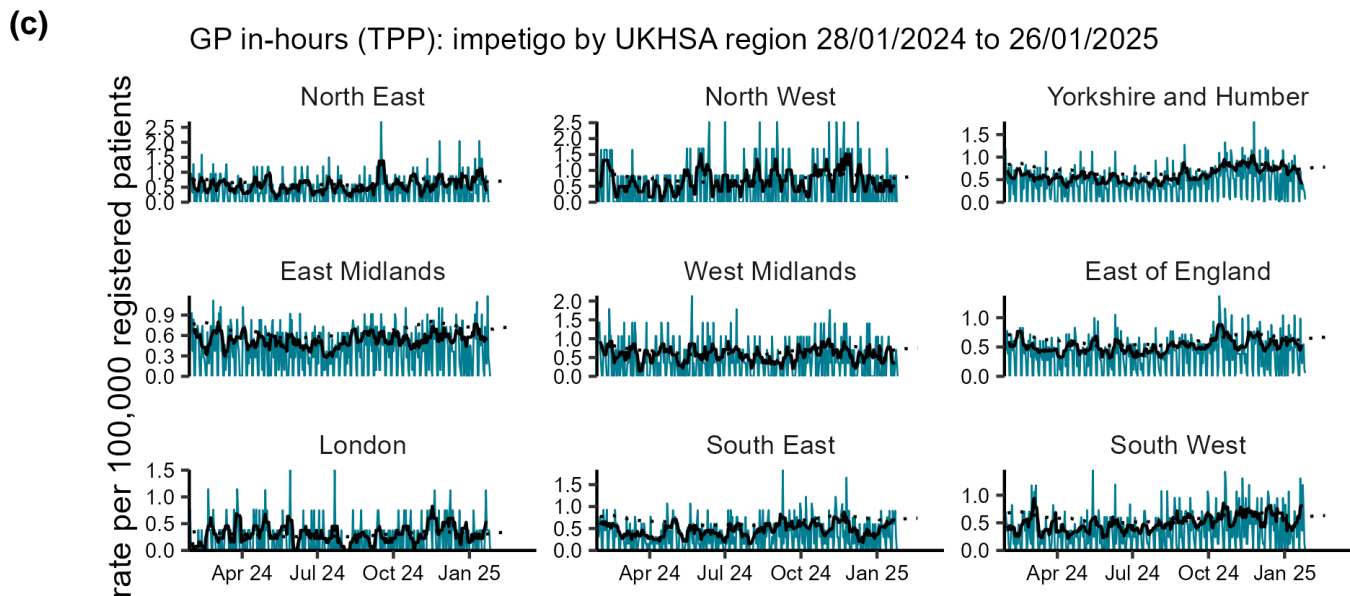 (c)
GP in-hours (TPP): impetigo by UKHSA region 28/01/2024 to 26/01/2025
rate per 100,000 registered patients
North East
2.5
2.0
1.5
1.0
0.5
0.0
North West
2.5
2.0
1.5
1.0
0.5
0.0
Yorkshire and Humber
1.5
1.0
0.5
0.0
East Midlands
0.9
0.6
0.3
0.0
West Midlands
2.0
1.5
1.0
0.5
0.0
East of England
1.0
0.5
0.0
London
1.5
1.0
0.5
0.0
Apr 24 Jul 24 Oct 24 Jan 25
South East
1.5
1.0
0.5
0.0
Apr 24 Jul 24 Oct 24 Jan 25
South West
1.0
0.5
0.0
Apr 24 Jul 24 Oct 24 Jan 25